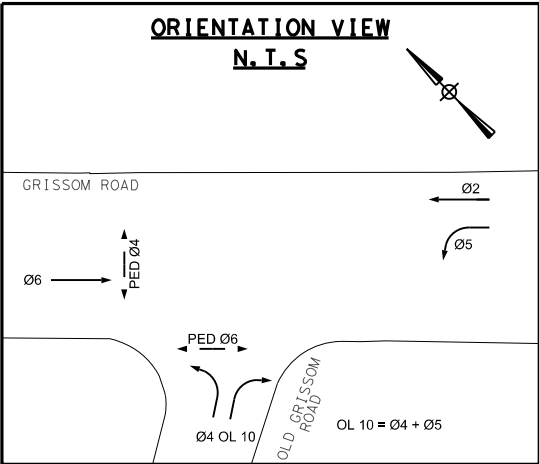 ORIENTATION VIEW
N.T.S
GRISSOM ROAD
Ø2
Ø5
PED Ø4
Ø6
PED Ø6
Ø4 OL 10
OLD GRISSOM
ROAD
OL 10 = Ø4 + Ø5